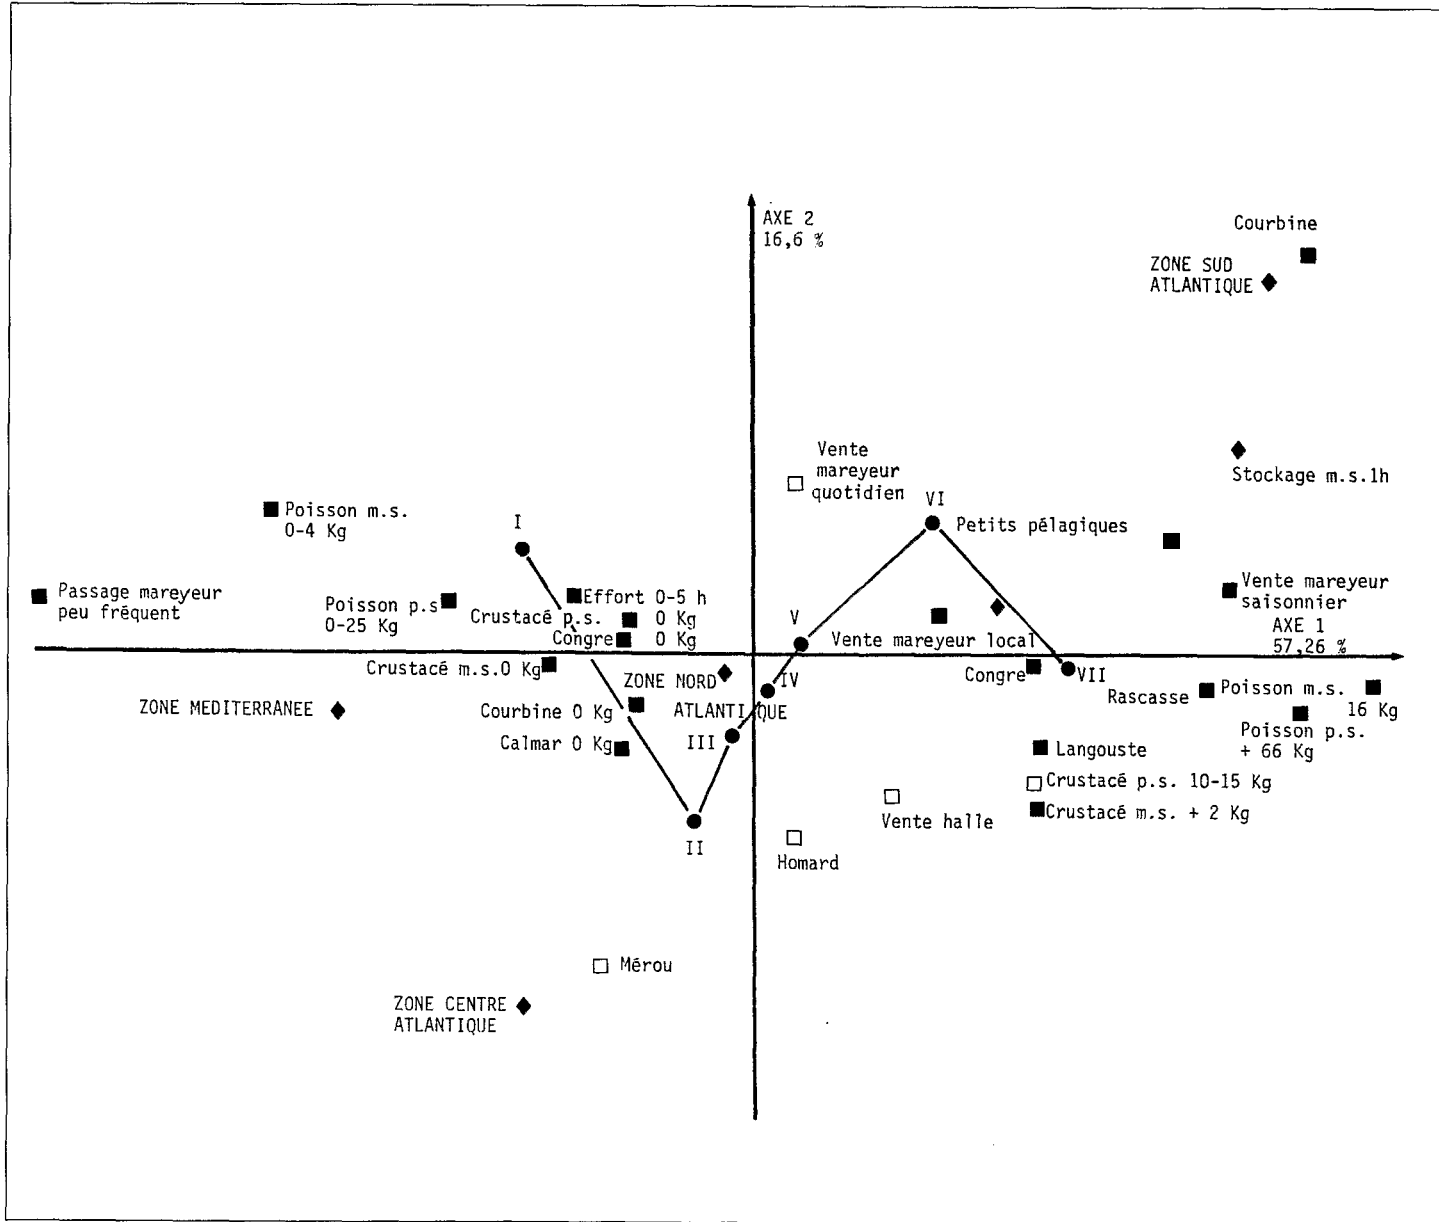 AXE 2
16,6 %
Courbine
ZONE SUD
ATLANTIQUE
Vente
mareyeur
quotidien
Stockage m.s.1h
VI
Petits pélagiques
Poisson m.s.
0-4 Kg
I
Passage mareyeur
peu fréquent
Poisson p.s
0-25 Kg
Effort 0-5 h
Crustacé p.s. 0 Kg
Congre 0 Kg
V
Vente mareyeur local
Vente mareyeur
saisonnier
AXE 1
57,26 %
Crustacé m.s.0 Kg
ZONE NORD
ATLANTIQUE
IV
Congre
VII
Rascasse
Poisson m.s.
16 Kg
ZONE MEDITERRANEE
Courbine 0 Kg
Calmar 0 Kg
III
Poisson p.s.
+ 66 Kg
Langouste
Crustacé p.s. 10-15 Kg
Crustacé m.s. + 2 Kg
Vente halle
II
Homard
Mérou
ZONE CENTRE
ATLANTIQUE